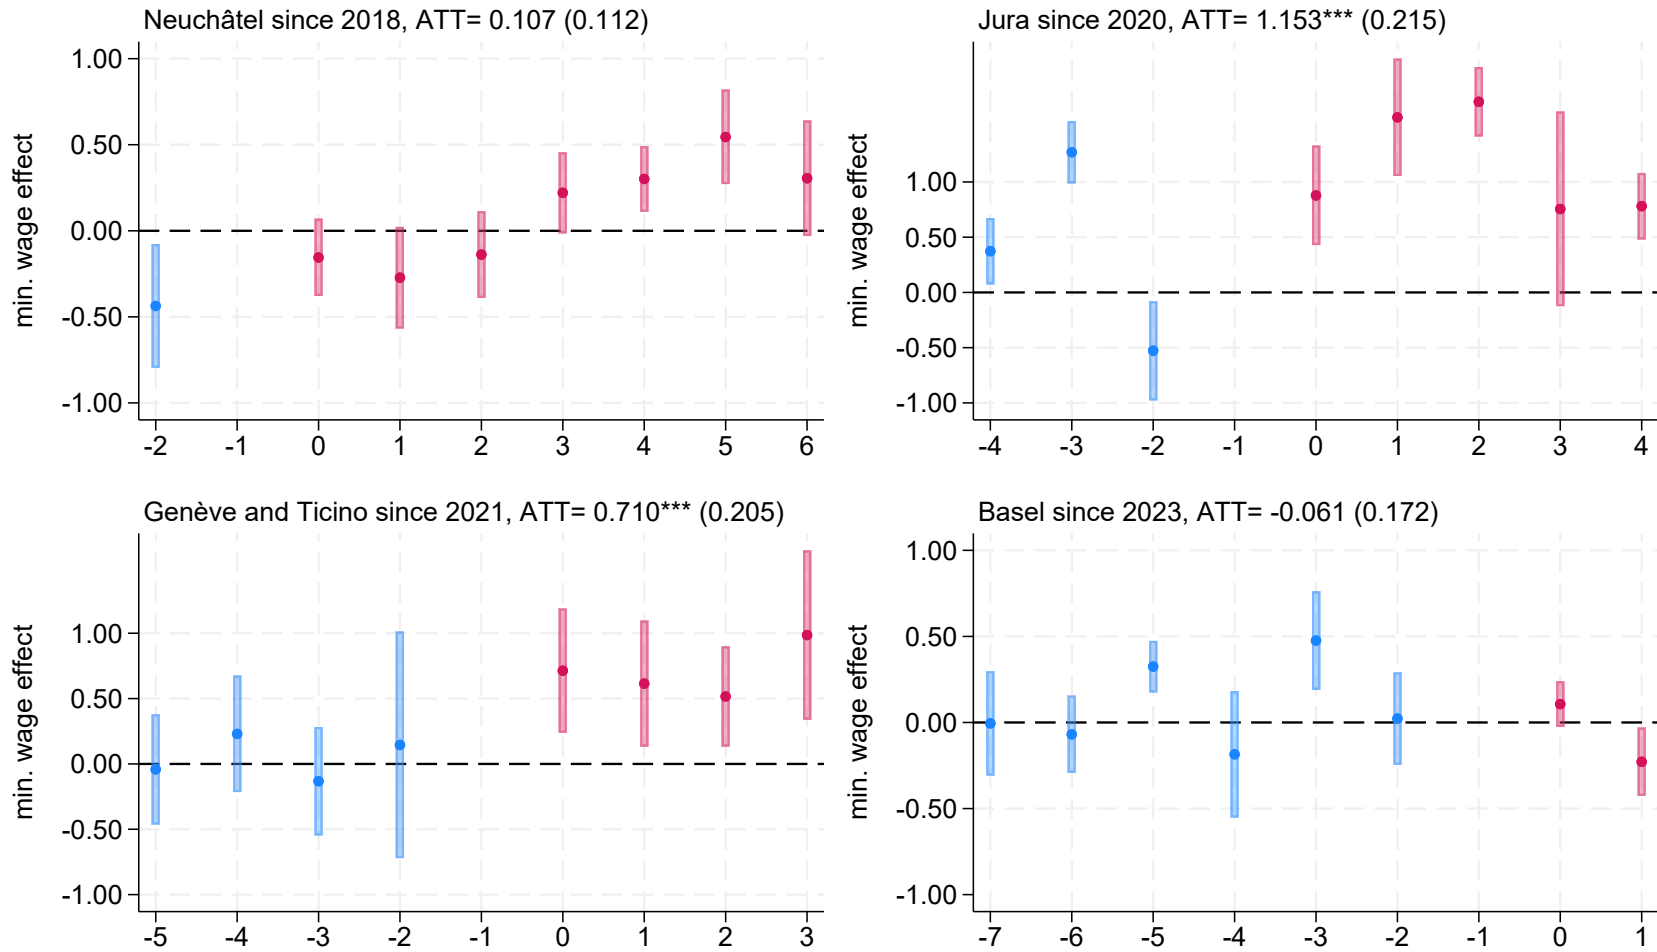 Neuchâtel since 2018, ATT= 0.107 (0.112)
min. wage effect
1.00
0.50
0.00
-0.50
-1.00
-2 -1 0 1 2 3 4 5 6
Jura since 2020, ATT= 1.153*** (0.215)
min. wage effect
1.00
0.50
0.00
-0.50
-1.00
-4 -3 -2 -1 0 1 2 3 4
Genève and Ticino since 2021, ATT= 0.710*** (0.205)
min. wage effect
1.00
0.50
0.00
-0.50
-1.00
-5 -4 -3 -2 -1 0 1 2 3
Basel since 2023, ATT= -0.061 (0.172)
min. wage effect
1.00
0.50
0.00
-0.50
-1.00
-7 -6 -5 -4 -3 -2 -1 0 1